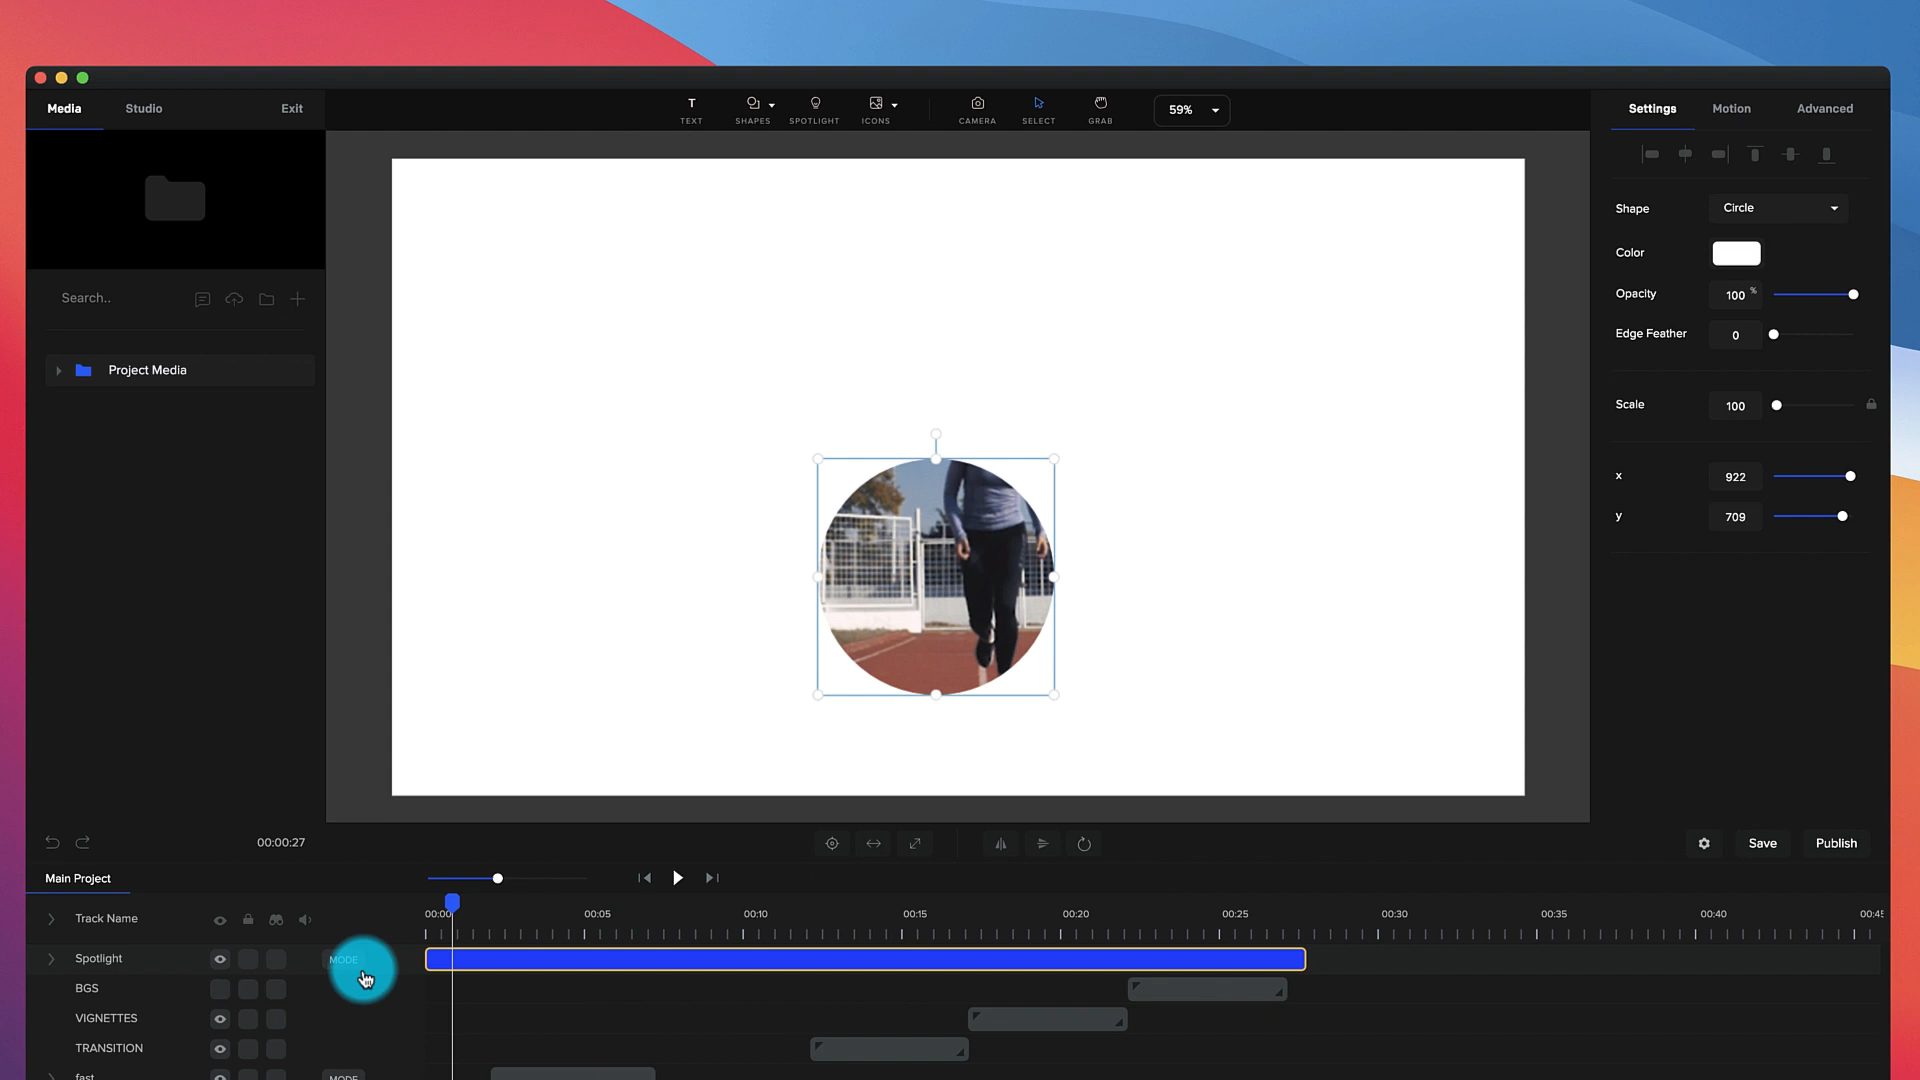 Media
Studio
Exit
TEXT
SHAPES
SPOTLIGHT
ICONS
CAMERA
SELECT
GRAB
59%
Settings
Motion
Advanced
Shape
Circle
Color
Opacity
100 %
Edge Feather
0
Scale
100
x
922
y
709
Search..
Project Media
00:00:27
Save
Publish
Main Project
Track Name
00:00
00:05
00:10
00:15
00:20
00:25
00:30
00:35
00:40
00:45
Spotlight
MODE
BGS
VIGNETTES
TRANSITION
fast
MODE